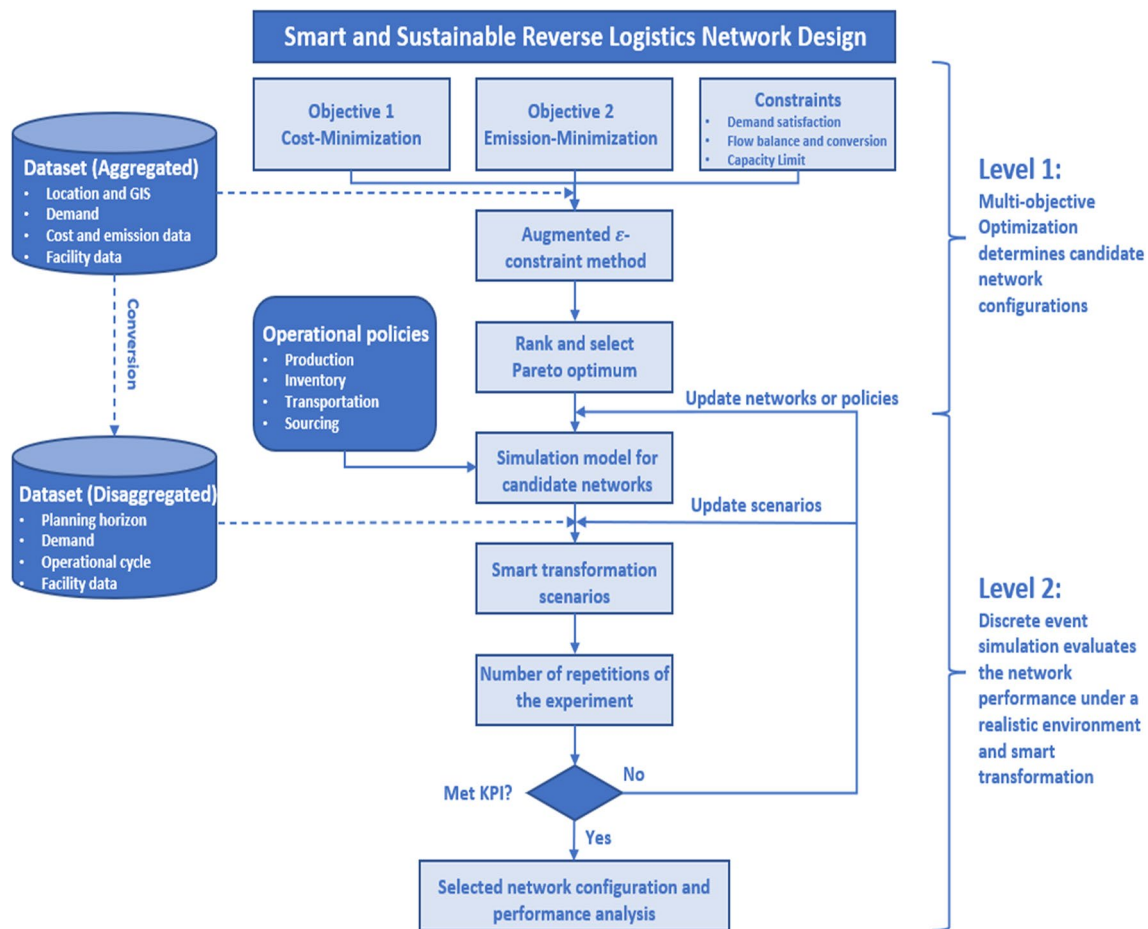 Smart and Sustainable Reverse Logistics Network Design
Objective 1
Cost-Minimization
Objective 2
Emission-Minimization
Constraints
• Demand satisfaction
• Flow balance and conversion
• Capacity Limit
Dataset (Aggregated)
• Location and GIS
• Demand
• Cost and emission data
• Facility data
Level 1:
Multi-objective
Optimization
determines candidate
network
configurations
Augmented ε-
constraint method
Conversion
Operational policies
• Production
• Inventory
• Transportation
• Sourcing
Rank and select
Pareto optimum
Update networks or policies
Simulation model for
candidate networks
Dataset (Disaggregated)
• Planning horizon
• Demand
• Operational cycle
• Facility data
Update scenarios
Smart transformation
scenarios
Level 2:
Discrete event
simulation evaluates
the network
performance under a
realistic environment
and smart
transformation
Number of repetitions of
the experiment
Met KPI?
No
Yes
Selected network configuration and
performance analysis